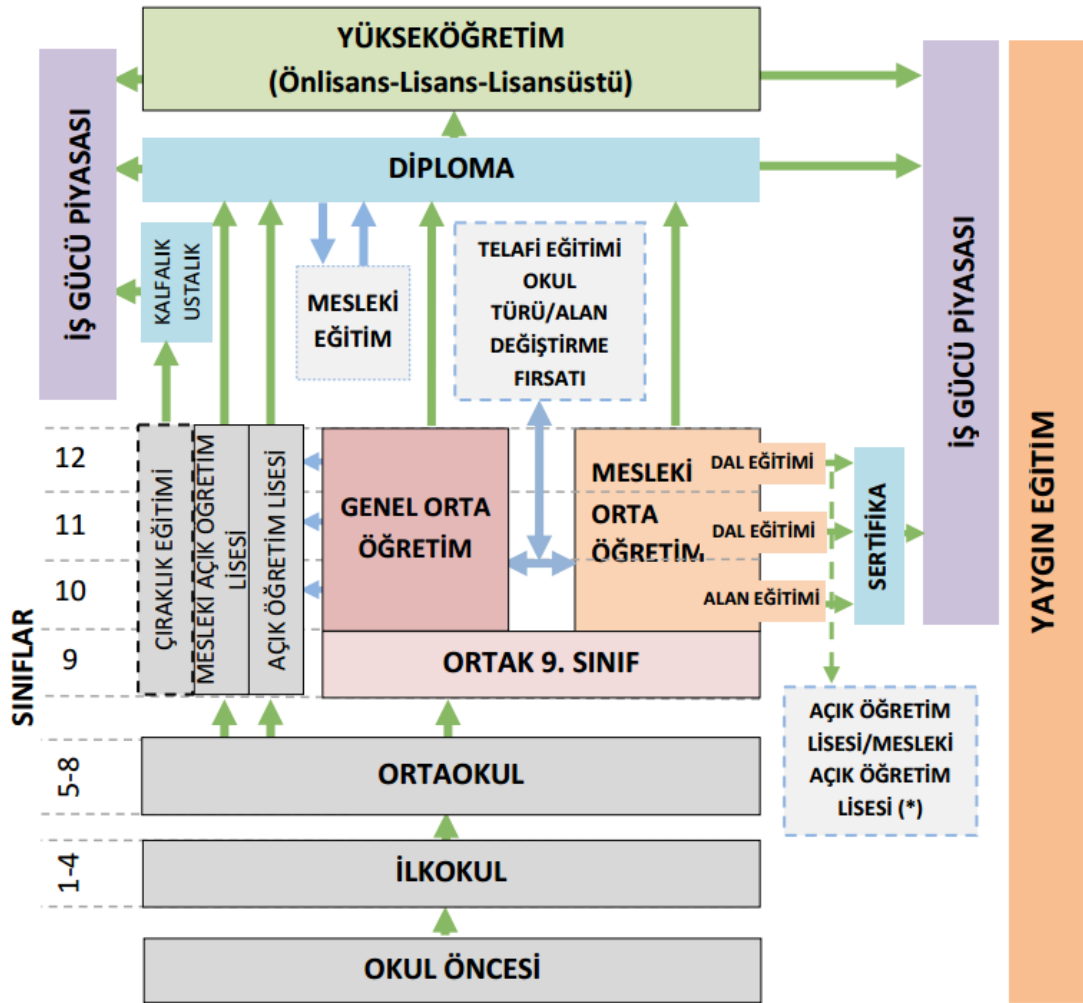 YÜKSEKÖĞRETİM
(Önlisans-Lisans-Lisansüstü)
İŞ GÜCÜ PİYASASI
DİPLOMA
KALFALIK
USTALIK
MESLEKİ
EĞİTİM
TELAFİ EĞİTİMİ
OKUL
TÜRÜ/ALAN
DEĞİŞTİRME
FIRSATI
İŞ GÜCÜ PİYASASI
YAYGIN EĞİTİM
SINIFLAR
12
11
10
9
5-8
1-4
ÇIRAKLIK EĞİTİMİ
MESLEKİ AÇIK ÖĞRETİM
LİSESİ
AÇIK ÖĞRETİM LİSESİ
GENEL ORTA
ÖĞRETİM
MESLEKİ
ORTA
ÖĞRETİM
DAL EĞİTİMİ
DAL EĞİTİMİ
ALAN EĞİTİMİ
SERTİFİKA
ORTAK 9. SINIF
AÇIK ÖĞRETİM
LİSESİ/MESLEKİ
AÇIK ÖĞRETİM
LİSESİ (*)
ORTAOKUL
İLKOKUL
OKUL ÖNCESİ